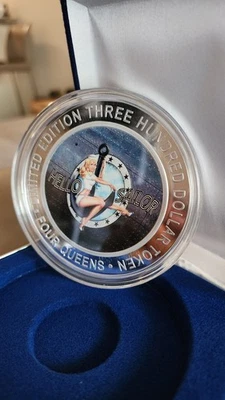 LIMITED EDITION THREE HUNDRED DOLLAR TOKEN
• FOUR QUEENS •
HELLO SAILOR